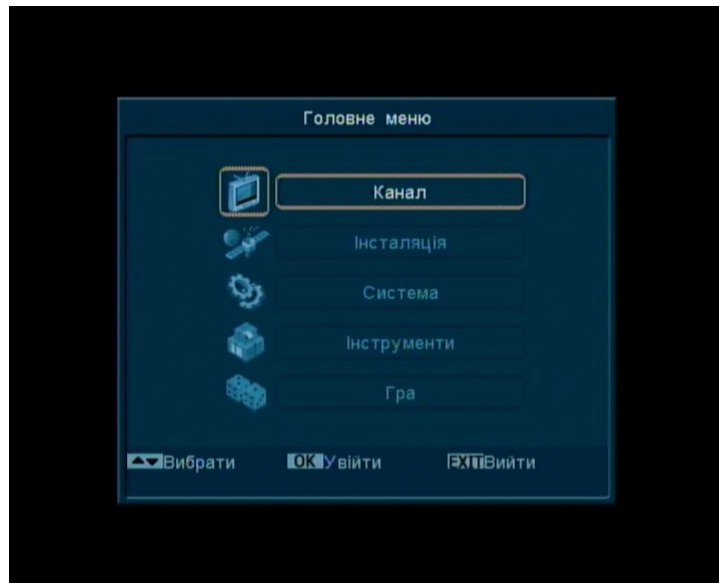 Головне меню
Канал
Інсталяція
Система
Інструменти
Гра
▲▼Вибрати OK Увійти EXIT Вийти